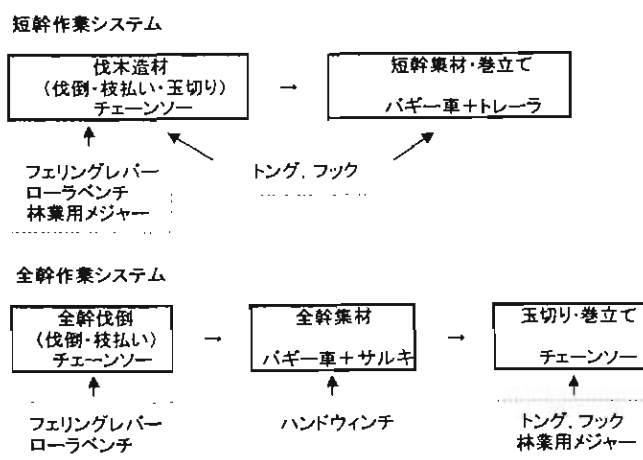 短幹作業システム
伐木造材
(伐倒・枝払い・玉切り)
チェーンソー
→
短幹集材・巻立て
バギー車+トレーラ
フェリングレバー
ローラベンチ
林業用メジャー
トング, フック
全幹作業システム
全幹伐倒
(伐倒・枝払い)
チェーンソー
→
全幹集材
バギー車+サルキ
→
玉切り・巻立て
チェーンソー
フェリングレバー
ローラベンチ
ハンドウィンチ
トング, フック
林業用メジャー